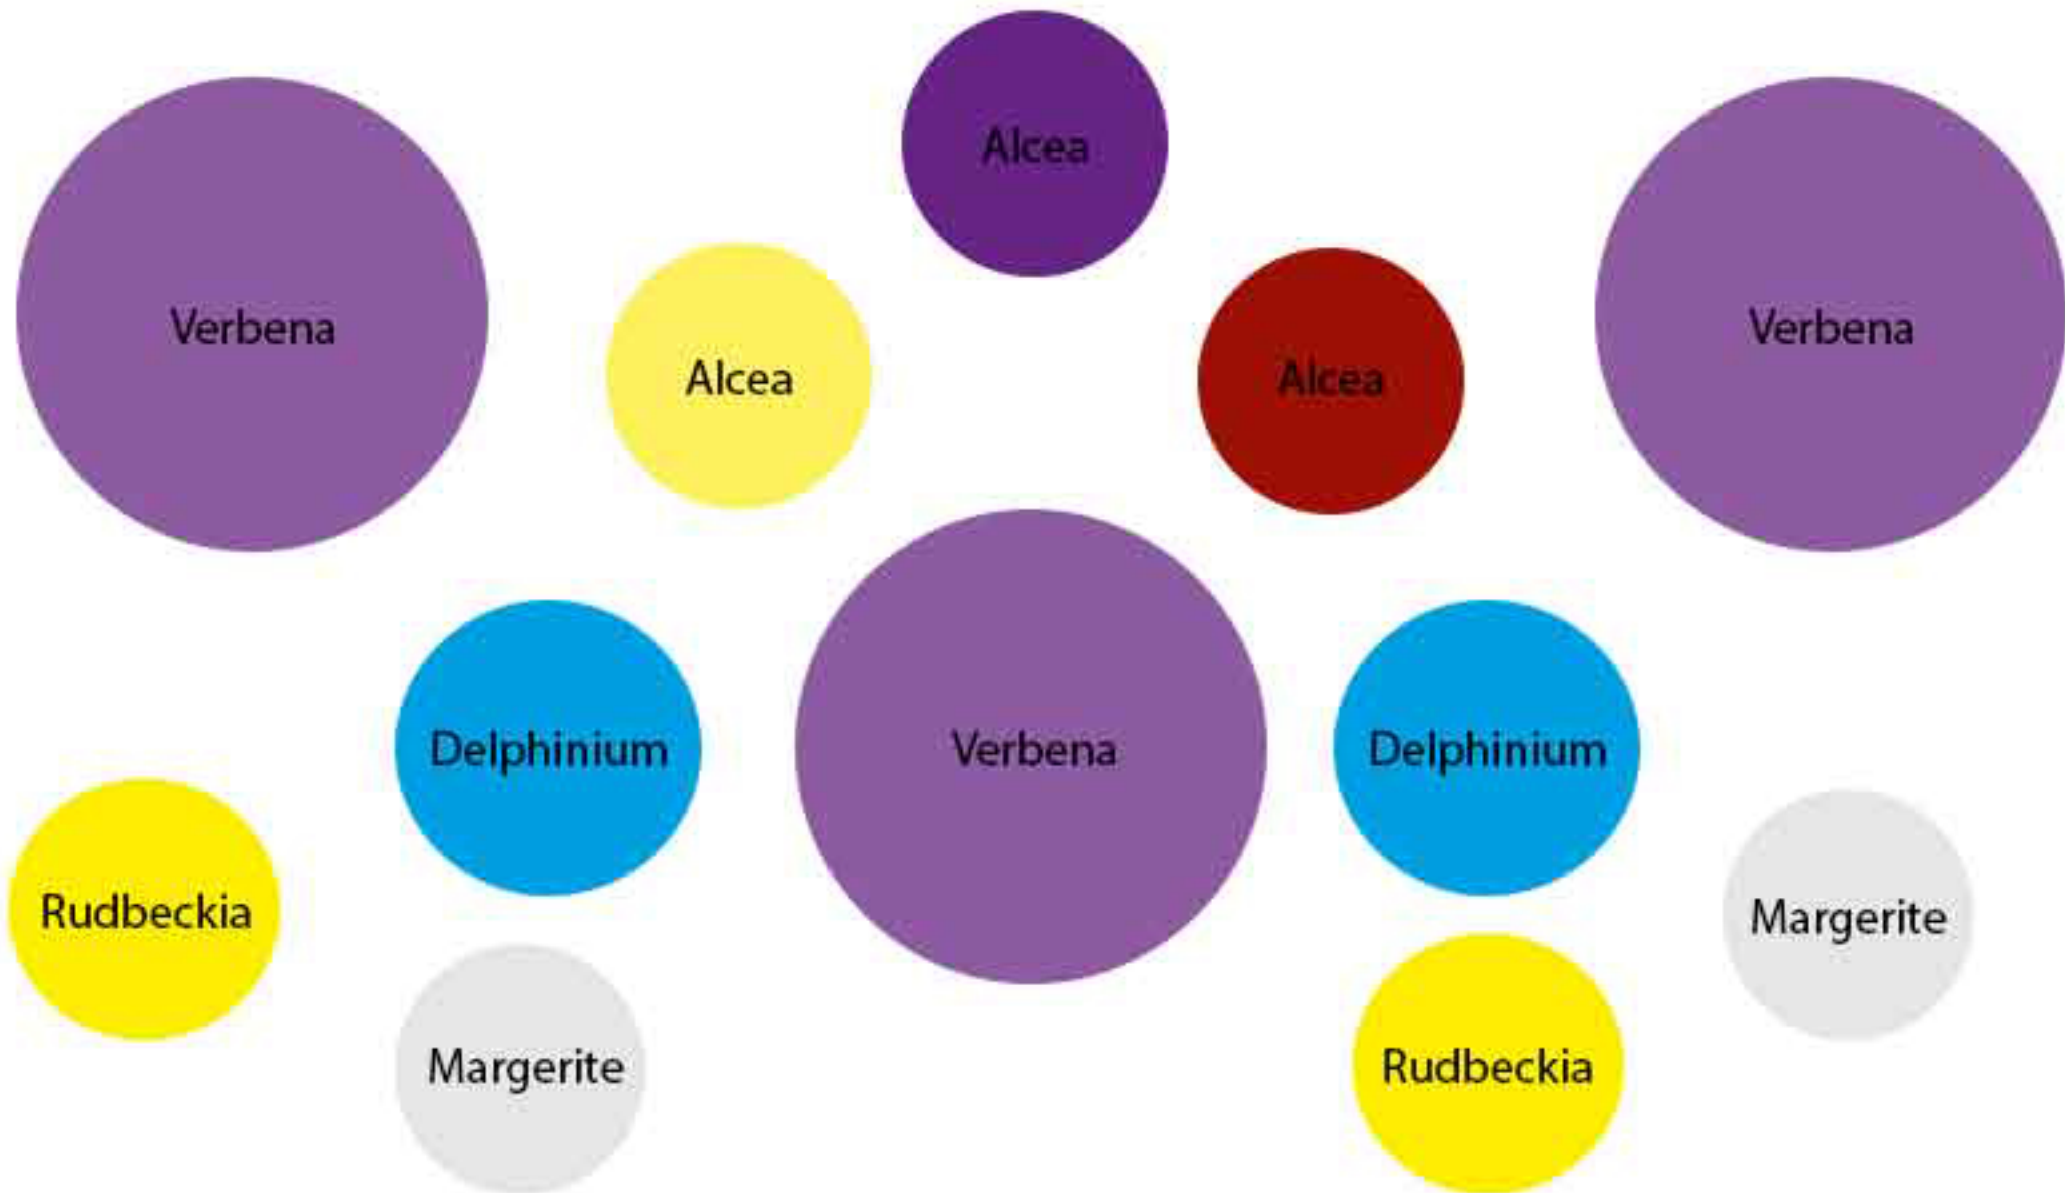 Alcea
Verbena
Verbena
Alcea
Alcea
Delphinium
Verbena
Delphinium
Rudbeckia
Margerite
Margerite
Rudbeckia